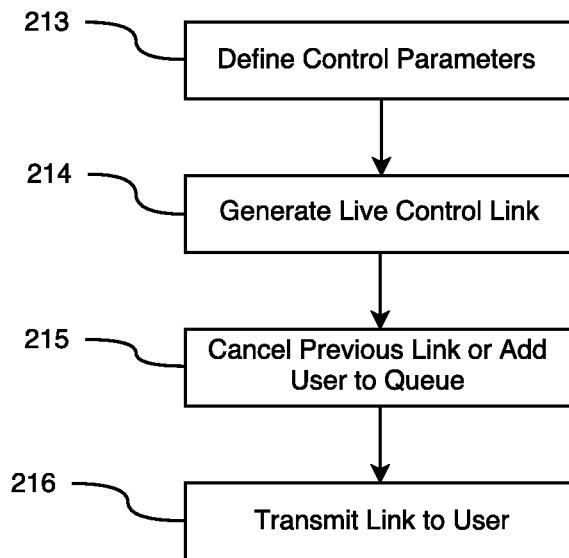 213
Define Control Parameters
214
Generate Live Control Link
215
Cancel Previous Link or Add
User to Queue
216
Transmit Link to User